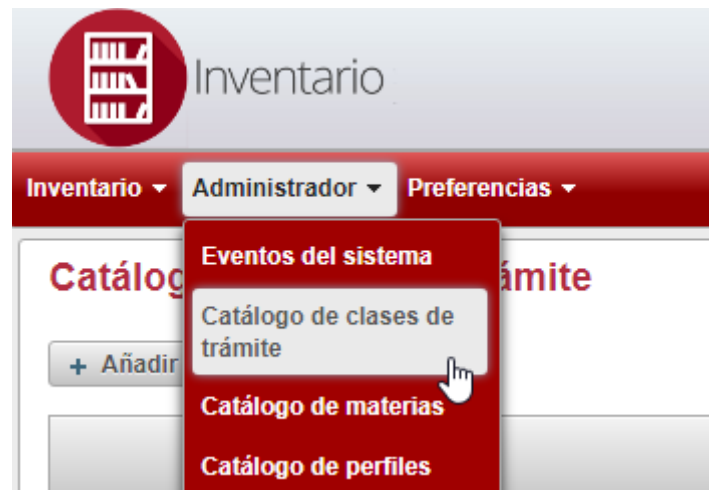 Inventario
Inventario Administrador Preferencias
Eventos del sistema
Catálog ámite
Catálogo de clases de
trámite
+ Añadir
Catálogo de materias
Catálogo de perfiles